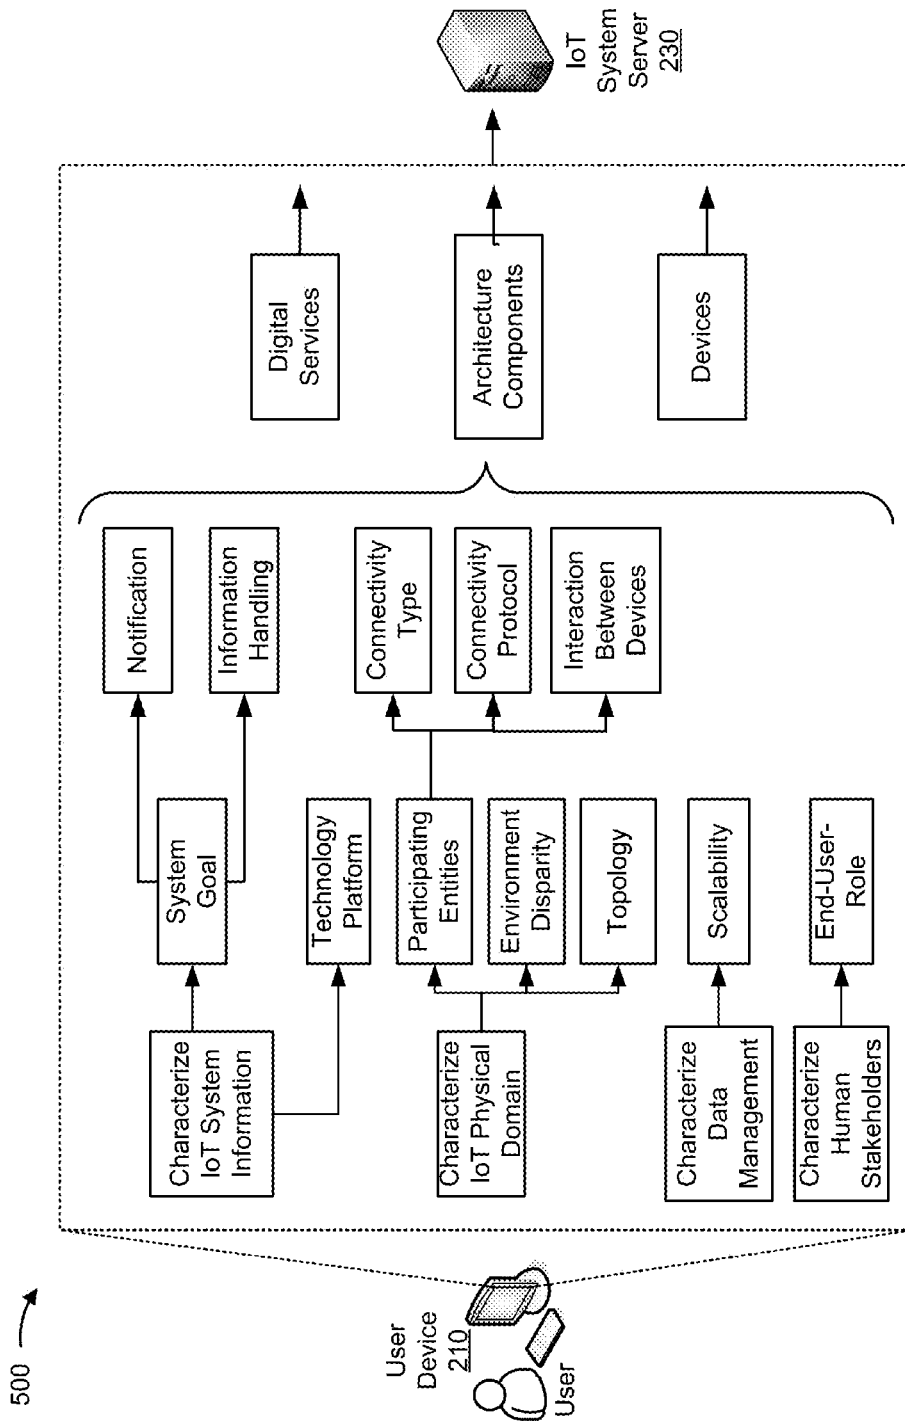 500
User
Device
210
User
Characterize
IoT System
Information
System
Goal
Notification
Information
Handling
Technology
Platform
Characterize
IoT Physical
Domain
Participating
Entities
Environment
Disparity
Topology
Connectivity
Type
Connectivity
Protocol
Interaction
Between
Devices
Characterize
Data
Management
Scalability
Characterize
Human
Stakeholders
End-User-
Role
Digital
Services
Architecture
Components
Devices
IoT
System
Server
230